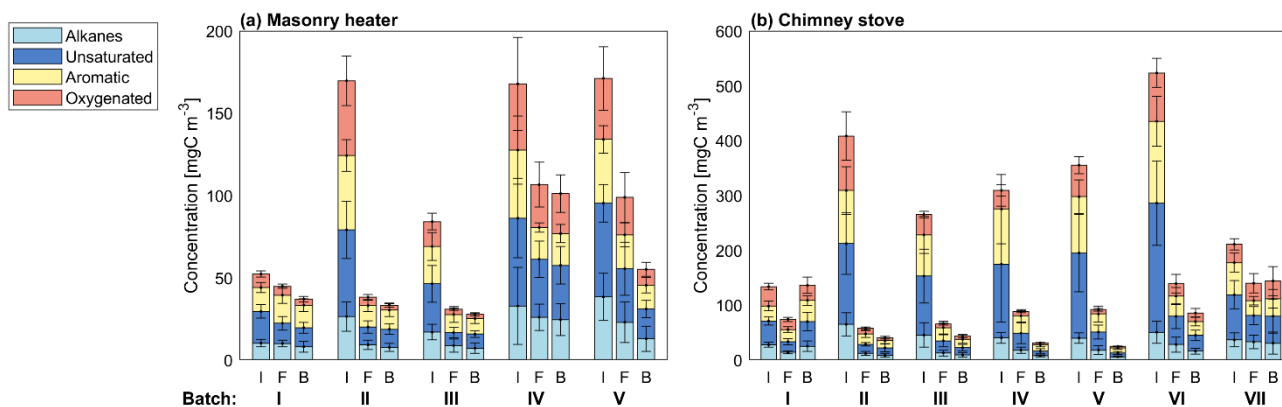 Alkanes
Unsaturated
Aromatic
Oxygenated
(a) Masonry heater
Concentration [mgC m⁻³]
200
150
100
50
0
I F B I F B I F B I F B I F B
Batch: I II III IV V
(b) Chimney stove
Concentration [mgC m⁻³]
600
500
400
300
200
100
0
I F B I F B I F B I F B I F B I F B I F B
I II III IV V VI VII